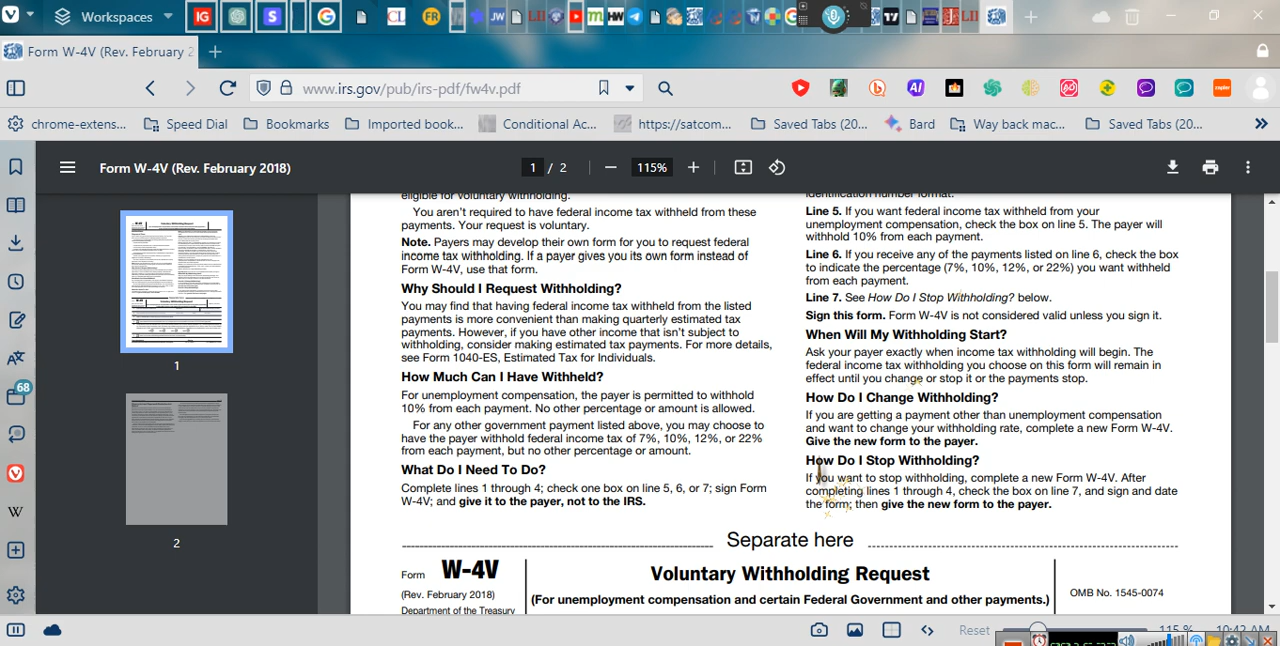 Workspaces
IG
S
G
CL
FR
JW
LII
m
HW
LII
Form W-4V (Rev. February 2
www.irs.gov/pub/irs-pdf/fw4v.pdf
AI
chrome-extens...
Speed Dial
Bookmarks
Imported book...
Conditional Ac...
https://satcom...
Saved Tabs (20...
Bard
Way back mac...
Saved Tabs (20...
Form W-4V (Rev. February 2018)
1 / 2
115%
68
W
1
2
eligible for voluntary withholding.
You aren't required to have federal income tax withheld from these
payments. Your request is voluntary.
Note. Payers may develop their own form for you to request federal
income tax withholding. If a payer gives you its own form instead of
Form W-4V, use that form.
Why Should I Request Withholding?
You may find that having federal income tax withheld from the listed
payments is more convenient than making quarterly estimated tax
payments. However, if you have other income that isn't subject to
withholding, consider making estimated tax payments. For more details,
see Form 1040-ES, Estimated Tax for Individuals.
How Much Can I Have Withheld?
For unemployment compensation, the payer is permitted to withhold
10% from each payment. No other percentage or amount is allowed.
For any other government payment listed above, you may choose to
have the payer withhold federal income tax of 7%, 10%, 12%, or 22%
from each payment, but no other percentage or amount.
What Do I Need To Do?
Complete lines 1 through 4; check one box on line 5, 6, or 7; sign Form
W-4V; and give it to the payer, not to the IRS.
identification number format.
Line 5. If you want federal income tax withheld from your
unemployment compensation, check the box on line 5. The payer will
withhold 10% from each payment.
Line 6. If you receive any of the payments listed on line 6, check the box
to indicate the percentage (7%, 10%, 12%, or 22%) you want withheld
from each payment.
Line 7. See How Do I Stop Withholding? below.
Sign this form. Form W-4V is not considered valid unless you sign it.
When Will My Withholding Start?
Ask your payer exactly when income tax withholding will begin. The
federal income tax withholding you choose on this form will remain in
effect until you change or stop it or the payments stop.
How Do I Change Withholding?
If you are getting a payment other than unemployment compensation
and want to change your withholding rate, complete a new Form W-4V.
Give the new form to the payer.
How Do I Stop Withholding?
If you want to stop withholding, complete a new Form W-4V. After
completing lines 1 through 4, check the box on line 7, and sign and date
the form; then give the new form to the payer.
Separate here
Form W-4V
(Rev. February 2018)
Department of the Treasury
Voluntary Withholding Request
(For unemployment compensation and certain Federal Government and other payments.)
OMB No. 1545-0074
Reset
115 %
10:42 AM